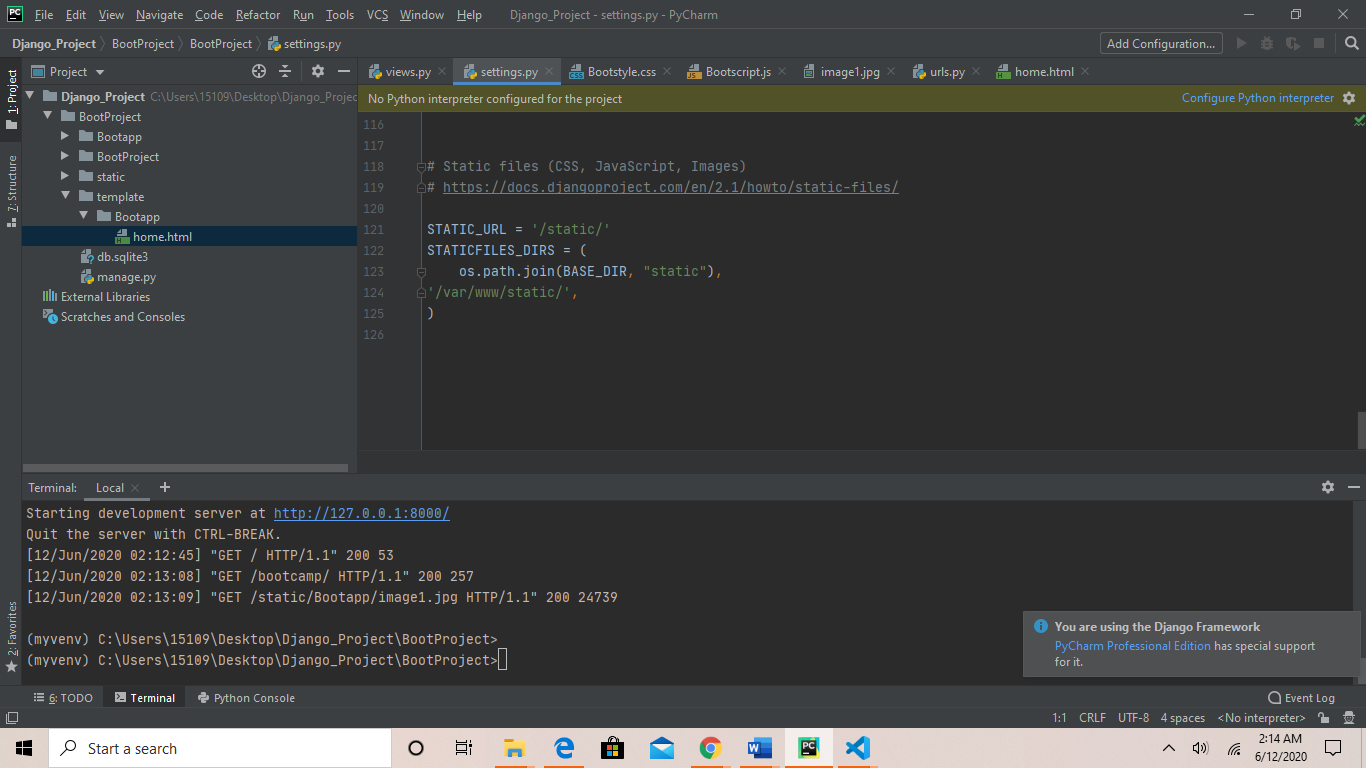 File Edit View Navigate Code Refactor Run Tools VCS Window Help Django_Project - settings.py - PyCharm
Django_Project BootProject BootProject settings.py Add Configuration...
1: Project
7: Structure
2: Favorites
Project
Django_Project C:\Users\15109\Desktop\Django_Projec
BootProject
Bootapp
BootProject
static
template
Bootapp
home.html
db.sqlite3
manage.py
External Libraries
Scratches and Consoles
views.py settings.py Bootstyle.css Bootscript.js image1.jpg urls.py home.html
No Python interpreter configured for the project Configure Python interpreter
116
117
118 # Static files (CSS, JavaScript, Images)
119 # https://docs.djangoproject.com/en/2.1/howto/static-files/
120
121 STATIC_URL = '/static/'
122 STATICFILES_DIRS = (
123     os.path.join(BASE_DIR, "static"),
124 '/var/www/static/',
125 )
126
Terminal: Local
Starting development server at http://127.0.0.1:8000/
Quit the server with CTRL-BREAK.
[12/Jun/2020 02:12:45] "GET / HTTP/1.1" 200 53
[12/Jun/2020 02:13:08] "GET /bootcamp/ HTTP/1.1" 200 257
[12/Jun/2020 02:13:09] "GET /static/Bootapp/image1.jpg HTTP/1.1" 200 24739
(myvenv) C:\Users\15109\Desktop\Django_Project\BootProject>
(myvenv) C:\Users\15109\Desktop\Django_Project\BootProject>
You are using the Django Framework
PyCharm Professional Edition has special support
for it.
6: TODO Terminal Python Console Event Log
1:1 CRLF UTF-8 4 spaces <No interpreter>
Start a search
2:14 AM
6/12/2020